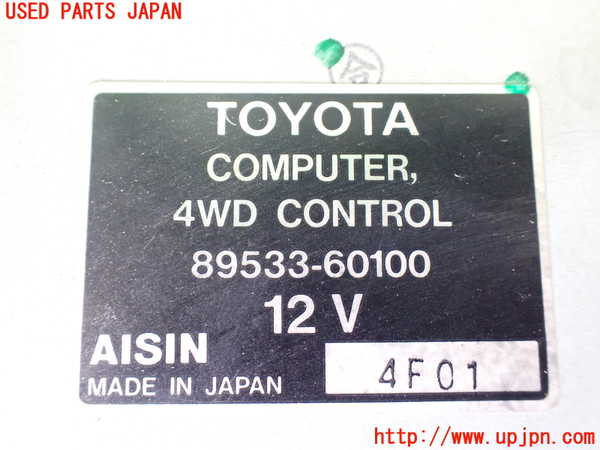 USED PARTS JAPAN
TOYOTA
COMPUTER,
4WD CONTROL
89533-60100
12 V
AISIN
4F01
MADE IN JAPAN
http://www.upjpn.com/